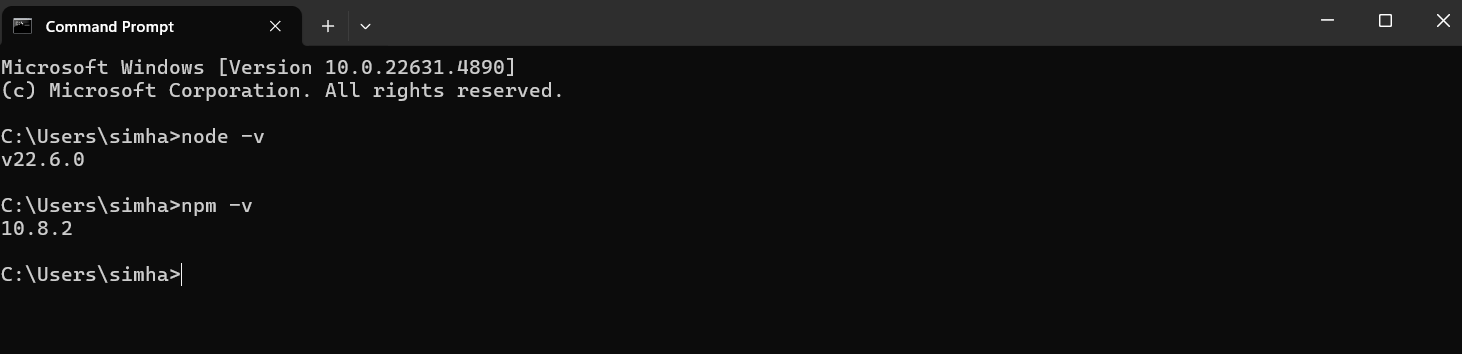 Command Prompt
Microsoft Windows [Version 10.0.22631.4890]
(c) Microsoft Corporation. All rights reserved.
C:\Users\simha>node -v
v22.6.0
C:\Users\simha>npm -v
10.8.2
C:\Users\simha>